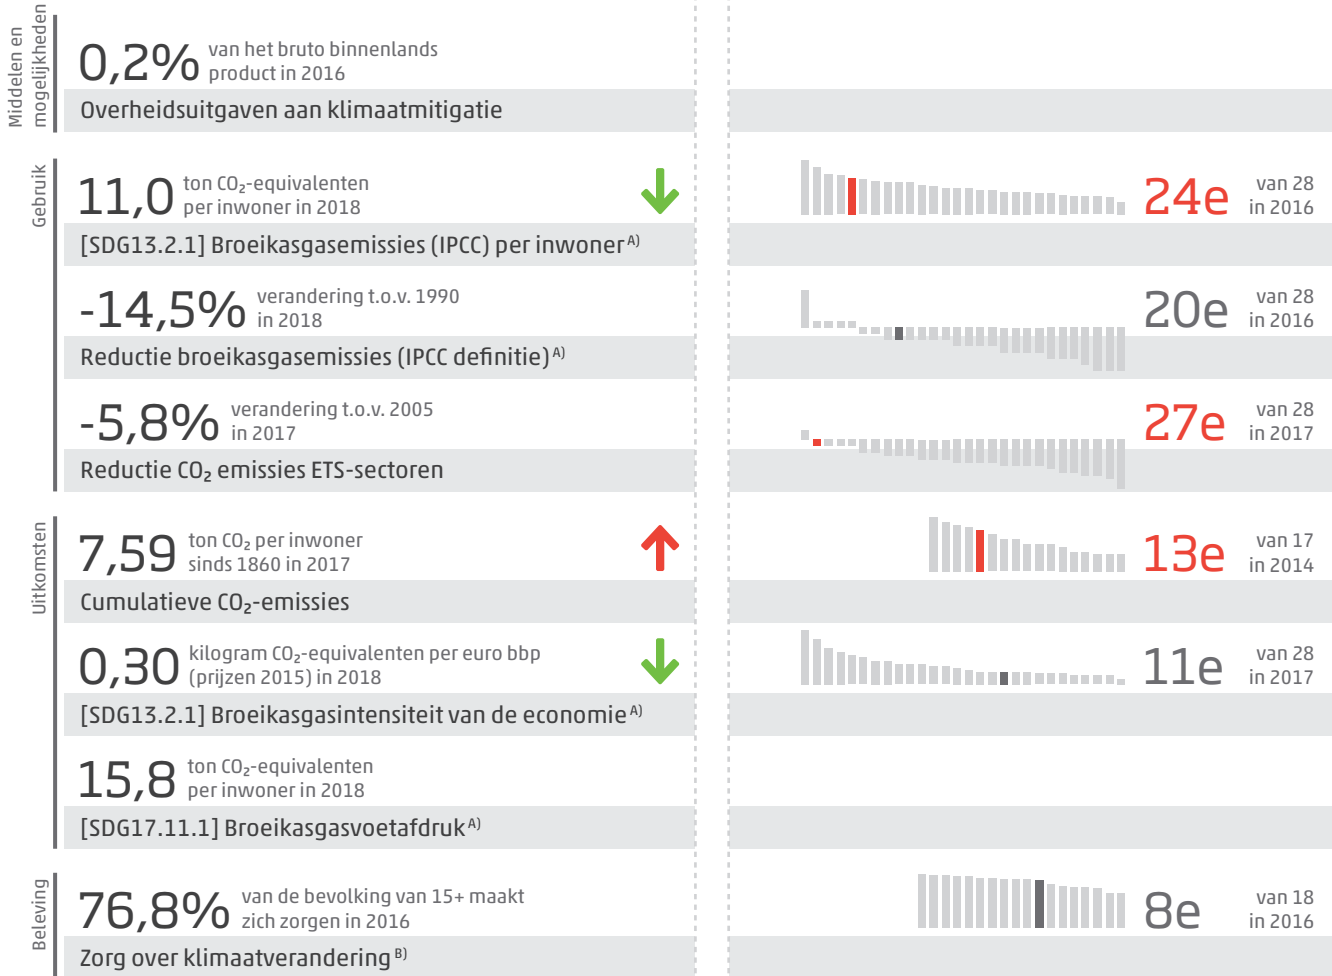 Middelen en
mogelijkheden
0,2% van het bruto binnenlands
product in 2016
Overheidsuitgaven aan klimaatmitigatie
Gebruik
11,0 ton CO₂-equivalenten
per inwoner in 2018
24e van 28
in 2016
[SDG13.2.1] Broeikasgasemissies (IPCC) per inwoner A)
-14,5% verandering t.o.v. 1990
in 2018
20e van 28
in 2016
Reductie broeikasgasemissies (IPCC definitie) A)
-5,8% verandering t.o.v. 2005
in 2017
27e van 28
in 2017
Reductie CO₂ emissies ETS-sectoren
Uitkomsten
7,59 ton CO₂ per inwoner
sinds 1860 in 2017
13e van 17
in 2014
Cumulatieve CO₂-emissies
0,30 kilogram CO₂-equivalenten per euro bbp
(prijzen 2015) in 2018
11e van 28
in 2017
[SDG13.2.1] Broeikasgasintensiteit van de economie A)
15,8 ton CO₂-equivalenten
per inwoner in 2018
[SDG17.11.1] Broeikasgasvoetafdruk A)
Beleving
76,8% van de bevolking van 15+ maakt
zich zorgen in 2016
8e van 18
in 2016
Zorg over klimaatverandering B)